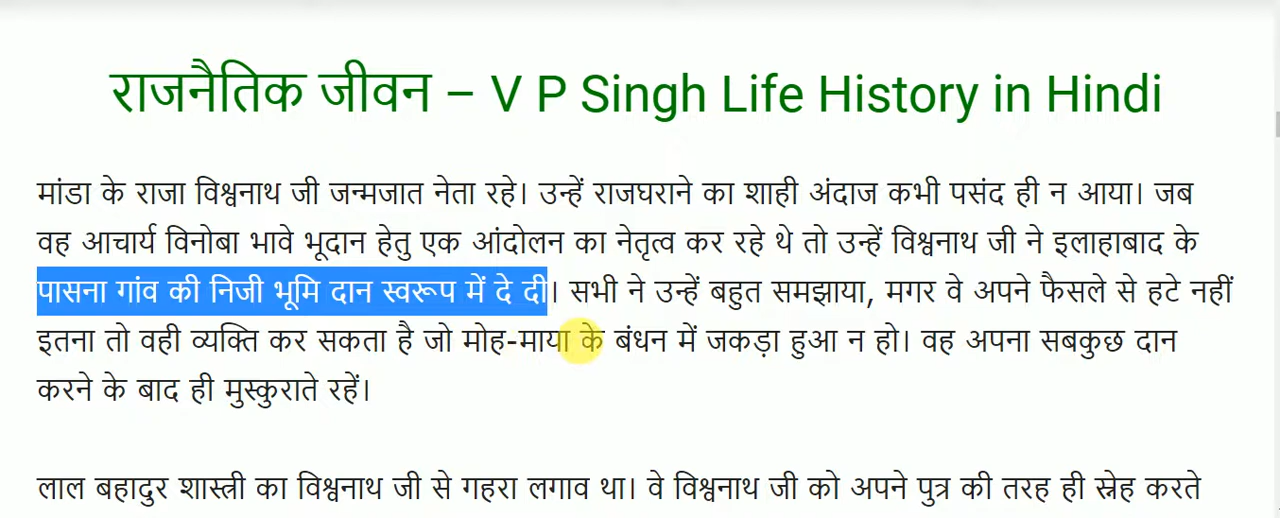 राजनैतिक जीवन – V P Singh Life History in Hindi
मांडा के राजा विश्वनाथ जी जन्मजात नेता रहे। उन्हें राजघराने का शाही अंदाज कभी पसंद ही न आया। जब
वह आचार्य विनोबा भावे भूदान हेतु एक आंदोलन का नेतृत्व कर रहे थे तो उन्हें विश्वनाथ जी ने इलाहाबाद के
पासना गांव की निजी भूमि दान स्वरूप में दे दी। सभी ने उन्हें बहुत समझाया, मगर वे अपने फैसले से हटे नहीं
इतना तो वही व्यक्ति कर सकता है जो मोह-माया के बंधन में जकड़ा हुआ न हो। वह अपना सबकुछ दान
करने के बाद ही मुस्कुराते रहें।
लाल बहादुर शास्त्री का विश्वनाथ जी से गहरा लगाव था। वे विश्वनाथ जी को अपने पुत्र की तरह ही स्नेह करते